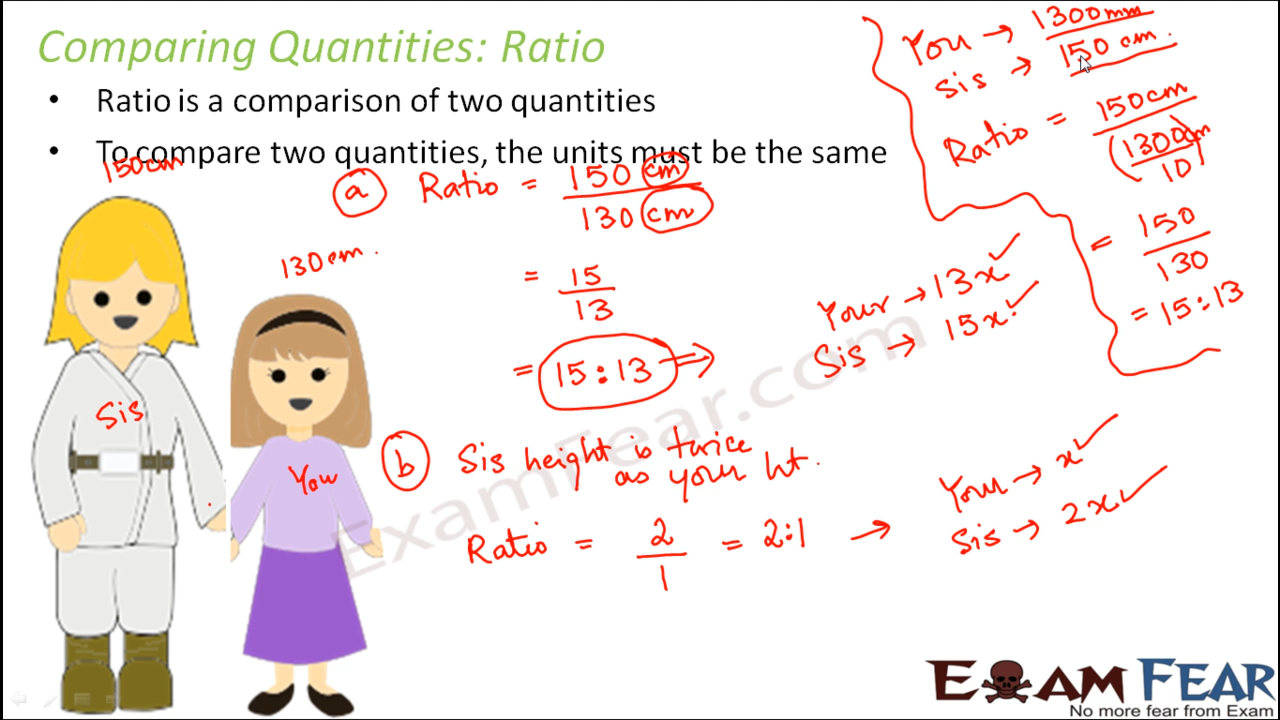 Comparing Quantities: Ratio
• Ratio is a comparison of two quantities
• To compare two quantities, the units must be the same
150cm
130cm.
Sis
You
a Ratio = 150 cm / 130 cm
= 15 / 13
= 15:13 ⇒
Your → 13x ✓
Sis → 15x ✓
b Sis height is twice
as your ht.
Ratio = 2 / 1 = 2:1 →
Your → x ✓
Sis → 2x ✓
You → 1300mm
Sis → 150 cm.
Ratio = 150cm / (1300cm / 10)
= 150 / 130
= 15:13
ExamFear.com
EXAM FEAR
No more fear from Exam